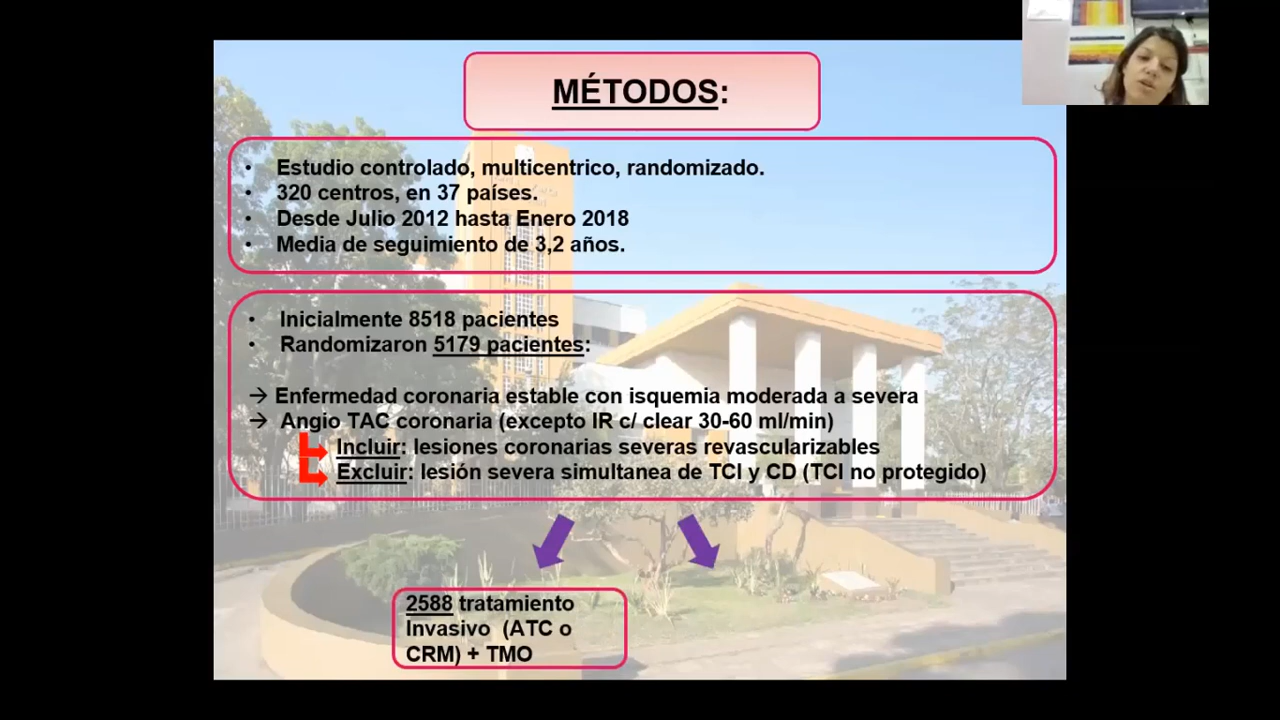 MÉTODOS:
• Estudio controlado, multicentrico, randomizado.
• 320 centros, en 37 países.
• Desde Julio 2012 hasta Enero 2018
• Media de seguimiento de 3,2 años.
• Inicialmente 8518 pacientes
• Randomizaron 5179 pacientes:
→ Enfermedad coronaria estable con isquemia moderada a severa
→ Angio TAC coronaria (excepto IR c/ clear 30-60 ml/min)
Incluir: lesiones coronarias severas revascularizables
Excluir: lesión severa simultanea de TCI y CD (TCI no protegido)
2588 tratamiento
Invasivo (ATC o
CRM) + TMO